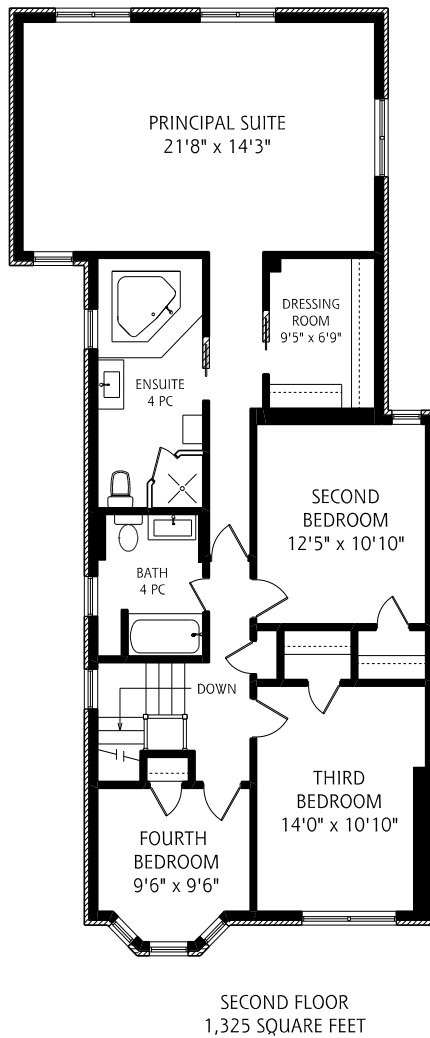 PRINCIPAL SUITE
21'8" x 14'3"
DRESSING
ROOM
9'5" x 6'9"
ENSUITE
4 PC
SECOND
BEDROOM
12'5" x 10'10"
BATH
4 PC
DOWN
THIRD
BEDROOM
14'0" x 10'10"
FOURTH
BEDROOM
9'6" x 9'6"
SECOND FLOOR
1,325 SQUARE FEET